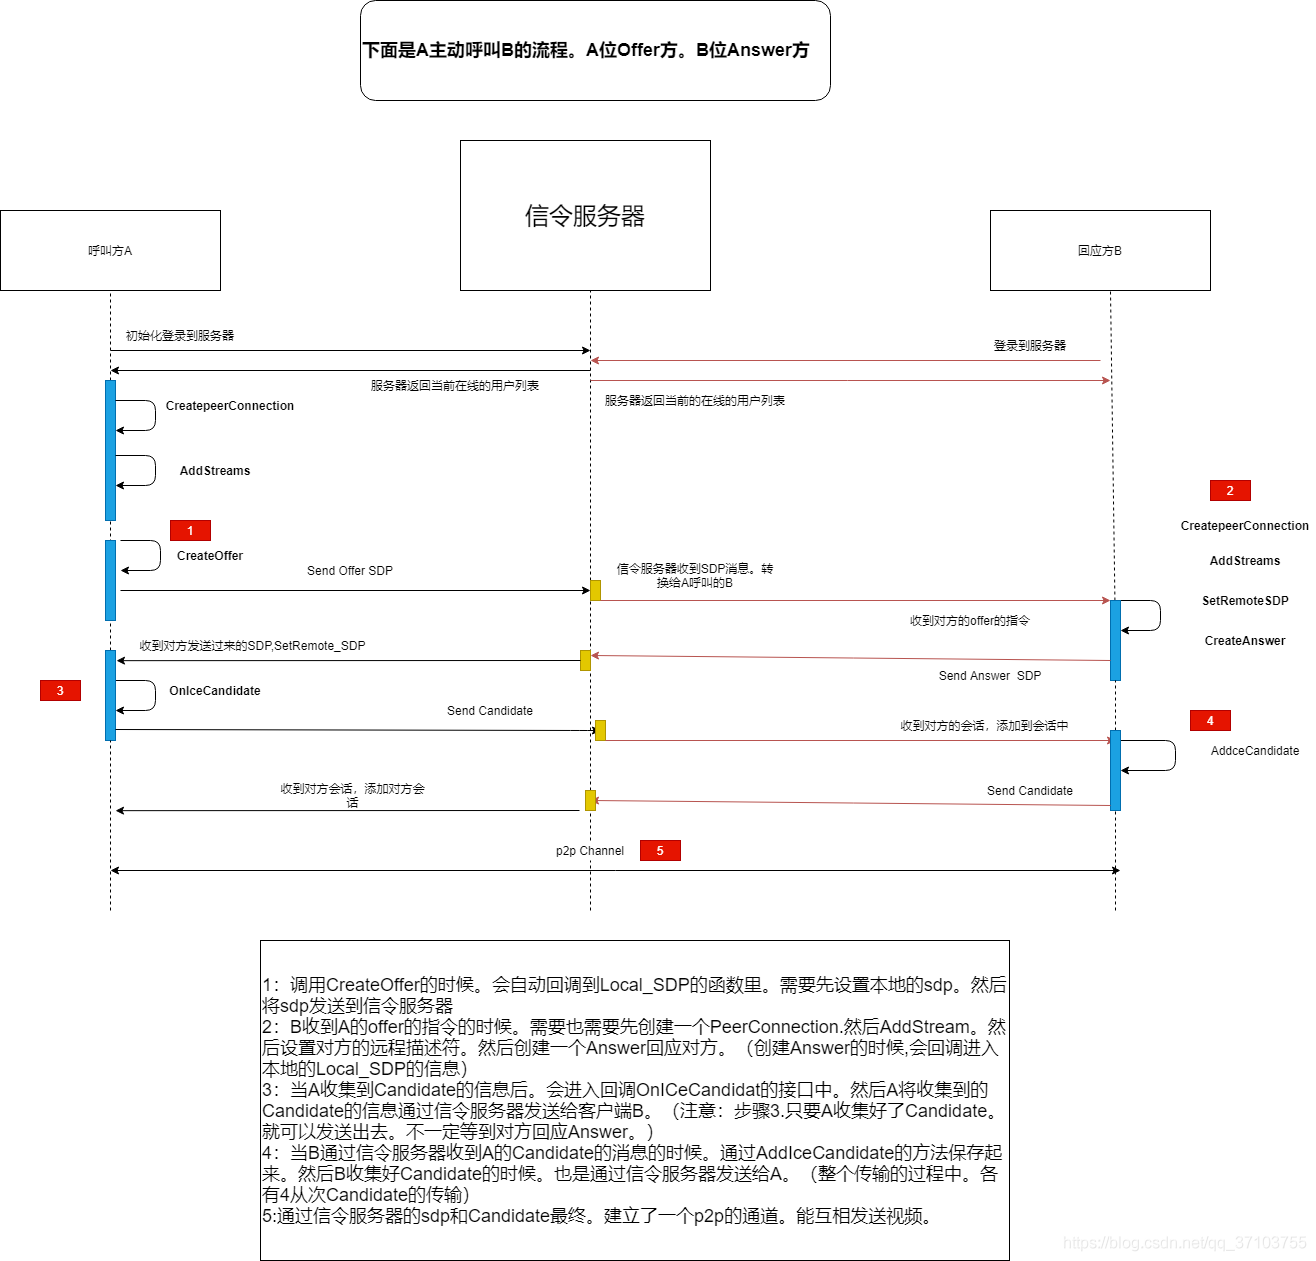 下面是A主动呼叫B的流程。A位Offer方。B位Answer方
信令服务器
呼叫方A
回应方B
初始化登录到服务器
登录到服务器
服务器返回当前在线的用户列表
服务器返回当前的在线的用户列表
CreatepeerConnection
AddStreams
2
CreatepeerConnection
1
CreateOffer
AddStreams
Send Offer SDP
信令服务器收到SDP消息。转
换给A呼叫的B
SetRemoteSDP
收到对方的offer的指令
CreateAnswer
收到对方发送过来的SDP,SetRemote_SDP
Send Answer  SDP
3
OnIceCandidate
Send Candidate
收到对方的会话，添加到会话中
4
AddceCandidate
收到对方会话，添加对方会
话
Send Candidate
p2p Channel
5
1：调用CreateOffer的时候。会自动回调到Local_SDP的函数里。需要先设置本地的sdp。然后
将sdp发送到信令服务器
2：B收到A的offer的指令的时候。需要也需要先创建一个PeerConnection.然后AddStream。然
后设置对方的远程描述符。然后创建一个Answer回应对方。（创建Answer的时候,会回调进入
本地的Local_SDP的信息）
3：当A收集到Candidate的信息后。会进入回调OnICeCandidat的接口中。然后A将收集到的
Candidate的信息通过信令服务器发送给客户端B。（注意：步骤3.只要A收集好了Candidate。
就可以发送出去。不一定等到对方回应Answer。）
4：当B通过信令服务器收到A的Candidate的消息的时候。通过AddIceCandidate的方法保存起
来。然后B收集好Candidate的时候。也是通过信令服务器发送给A。（整个传输的过程中。各
有4从次Candidate的传输）
5:通过信令服务器的sdp和Candidate最终。建立了一个p2p的通道。能互相发送视频。
https://blog.csdn.net/qq_37103755